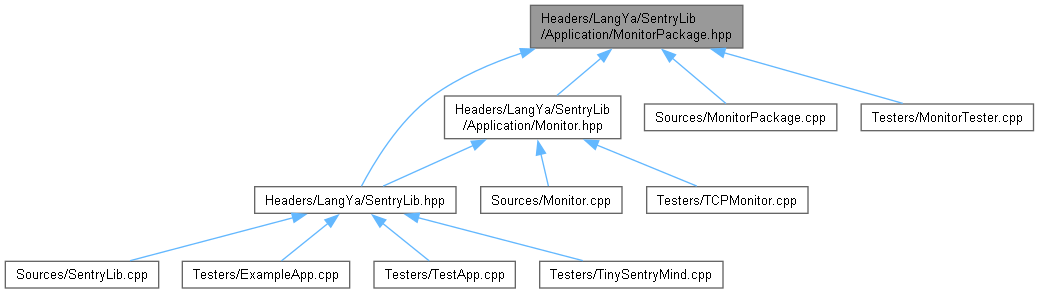 Headers/LangYa/SentryLib
/Application/MonitorPackage.hpp
Headers/LangYa/SentryLib
/Application/Monitor.hpp
Sources/MonitorPackage.cpp
Testers/MonitorTester.cpp
Headers/LangYa/SentryLib.hpp
Sources/Monitor.cpp
Testers/TCPMonitor.cpp
Sources/SentryLib.cpp
Testers/ExampleApp.cpp
Testers/TestApp.cpp
Testers/TinySentryMind.cpp